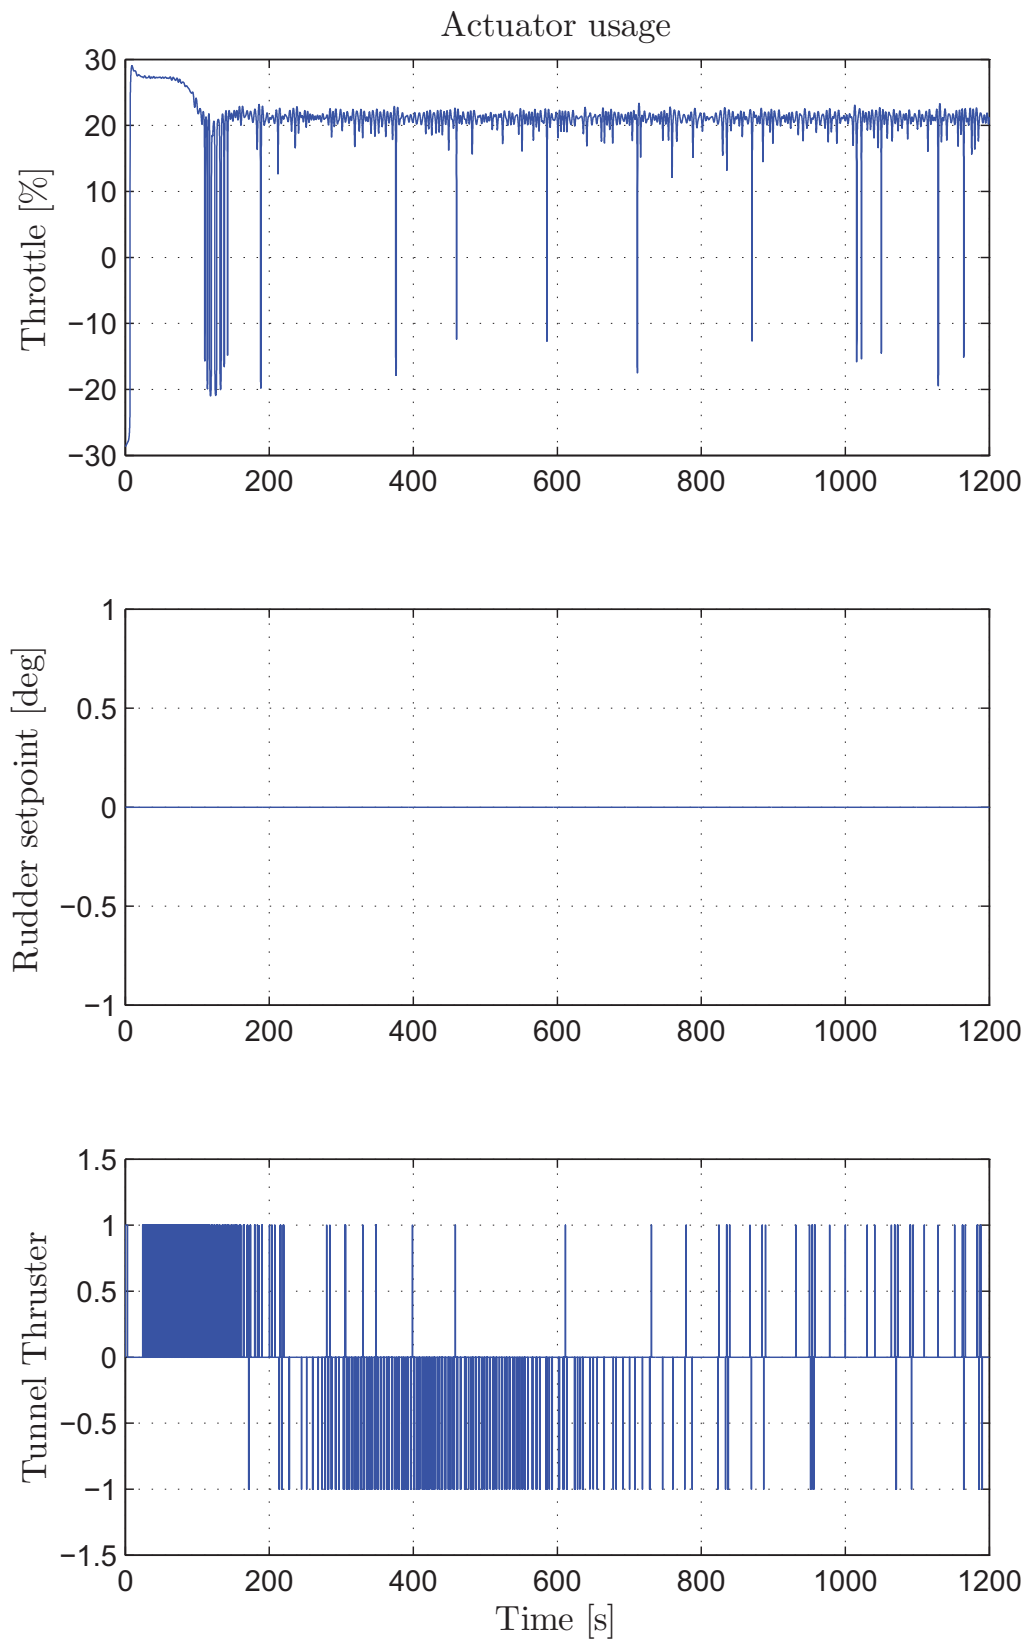 Actuator usage
30
20
10
0
−10
−20
−30
Throttle [%]
0 200 400 600 800 1000 1200
1
0.5
0
−0.5
−1
Rudder setpoint [deg]
0 200 400 600 800 1000 1200
1.5
1
0.5
0
−0.5
−1
−1.5
Tunnel Thruster
0 200 400 600 800 1000 1200
Time [s]